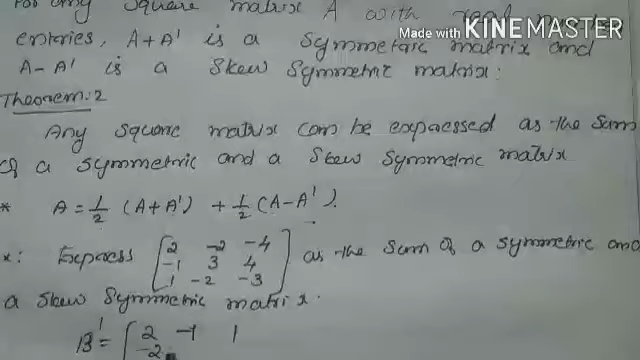 For any square matrix A with real number
Made with KINEMASTER
entries, A+A' is a symmetric matrix and
A-A' is a skew symmetric matrix.
Theorem:2
Any square matrix can be expressed as the sum
of a symmetric and a skew symmetric matrix
* A = 1/2 (A+A') + 1/2 (A-A').
*: Express [2 -2 -4
-1 3 4
1 -2 -3] as the sum of a symmetric and
a skew symmetric matrix.
B' = [2 -1 1
-2